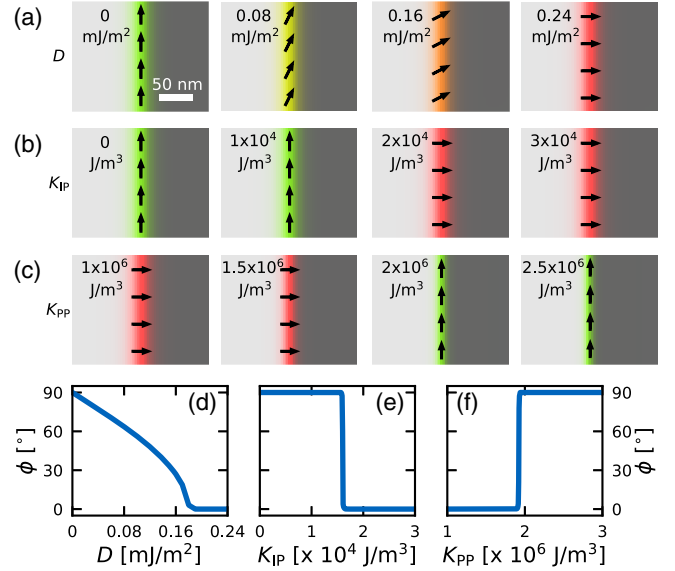 (a)
D
0
mJ/m²
50 nm
0.08
mJ/m²
0.16
mJ/m²
0.24
mJ/m²
(b)
K_IP
0
J/m³
1x10⁴
J/m³
2x10⁴
J/m³
3x10⁴
J/m³
(c)
K_PP
1x10⁶
J/m³
1.5x10⁶
J/m³
2x10⁶
J/m³
2.5x10⁶
J/m³
(d)
90
60
30
0
ϕ [°]
0 0.08 0.16 0.24
D [mJ/m²]
(e)
0 1 2 3
K_IP [x 10⁴ J/m³]
(f)
1 2 3
K_PP [x 10⁶ J/m³]
90
60
30
0
ϕ [°]